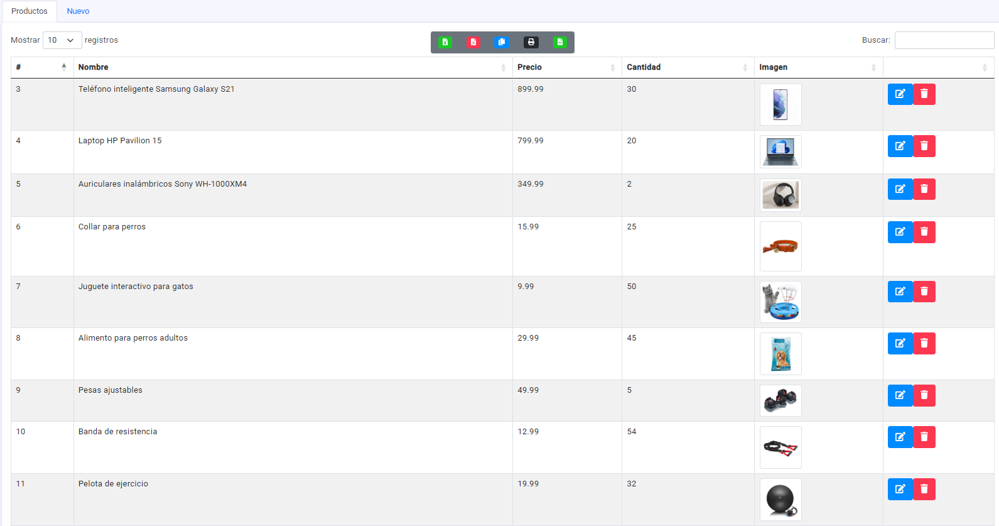 Productos Nuevo
Mostrar 10 registros Buscar:
# Nombre Precio Cantidad Imagen
3 Teléfono inteligente Samsung Galaxy S21 899.99 30
4 Laptop HP Pavilion 15 799.99 20
5 Auriculares inalámbricos Sony WH-1000XM4 349.99 2
6 Collar para perros 15.99 25
7 Juguete interactivo para gatos 9.99 50
8 Alimento para perros adultos 29.99 45
9 Pesas ajustables 49.99 5
10 Banda de resistencia 12.99 54
11 Pelota de ejercicio 19.99 32